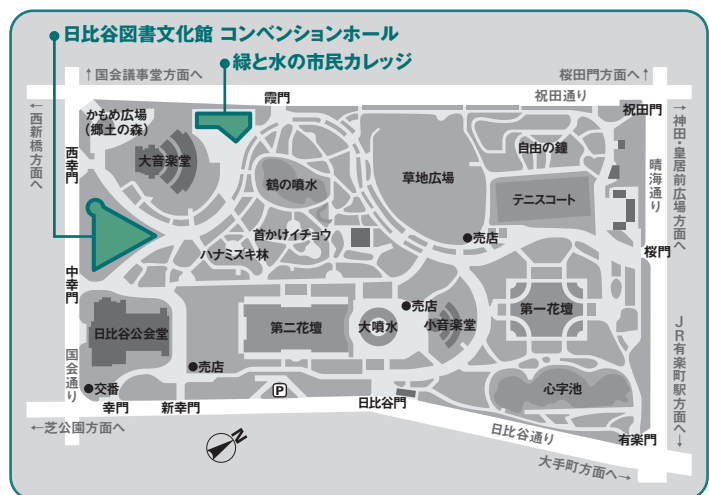 日比谷図書文化館 コンベンションホール
緑と水の市民カレッジ
↑国会議事堂方面へ
桜田門方面へ↑
霞門
祝田通り
祝田門
←西新橋方面へ
かもめ広場
（郷土の森）
大音楽堂
西幸門
鶴の噴水
草地広場
自由の鐘
テニスコート
晴海通り
→神田・皇居前広場方面へ
首かけイチョウ
ハナミズキ林
●売店
桜門
中幸門
日比谷公会堂
第二花壇
大噴水
●売店
小音楽堂
第一花壇
国会通り
●売店
●交番
P
心字池
JR有楽町駅方面へ→
幸門
新幸門
日比谷門
←芝公園方面へ
日比谷通り
有楽門
大手町方面へ→
N